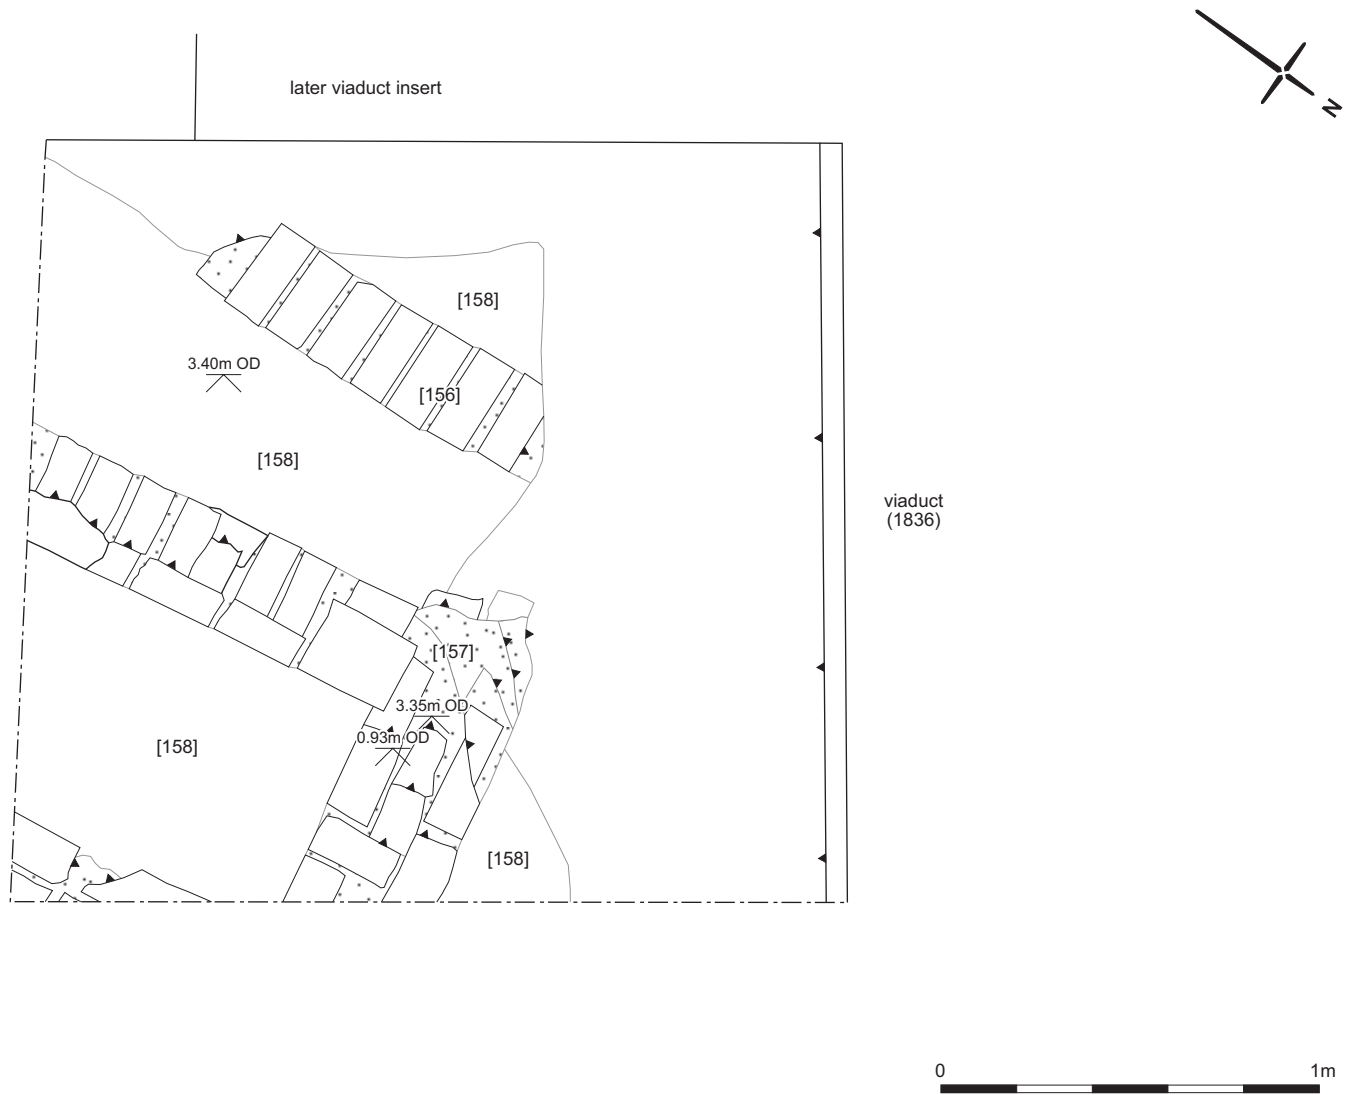 N
later viaduct insert
[158]
3.40m OD
[156]
[158]
viaduct
(1836)
[157]
3.35m OD
0.93m OD
[158]
[158]
0 1m